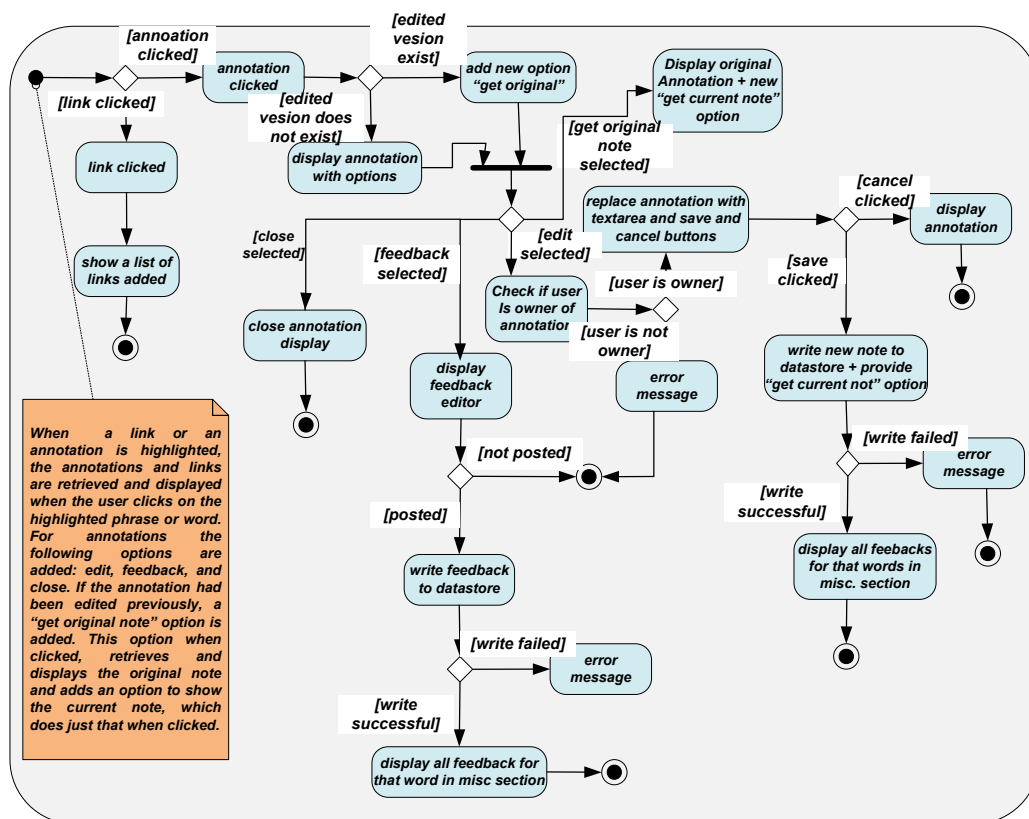 [annoation
clicked]
[edited
vesion
exist]
annotation
clicked
add new option
"get original"
Display original
Annotation + new
"get current note"
option
[link clicked]
[edited
vesion does
not exist]
[get original
note
selected]
link clicked
display annotation
with options
replace annotation with
textarea and save and
cancel buttons
[cancel
clicked]
display
annotation
show a list of
links added
[close
selected]
[feedback
selected]
[edit
selected]
Check if user
Is owner of
annotation
[user is owner]
[user is not
owner]
[save
clicked]
close annotation
display
display
feedback
editor
error
message
write new note to
datastore + provide
"get current not" option
When a link or an
annotation is highlighted,
the annotations and links
are retrieved and displayed
when the user clicks on the
highlighted phrase or word.
For annotations the
following options are
added: edit, feedback, and
close. If the annotation had
been edited previously, a
"get original note" option is
added. This option when
clicked, retrieves and
displays the original note
and adds an option to show
the current note, which
does just that when clicked.
[not posted]
[write failed]
error
message
[posted]
[write
successful]
write feedback
to datastore
display all feebacks
for that words in
misc. section
[write failed]
error
message
[write
successful]
display all feedback for
that word in misc section